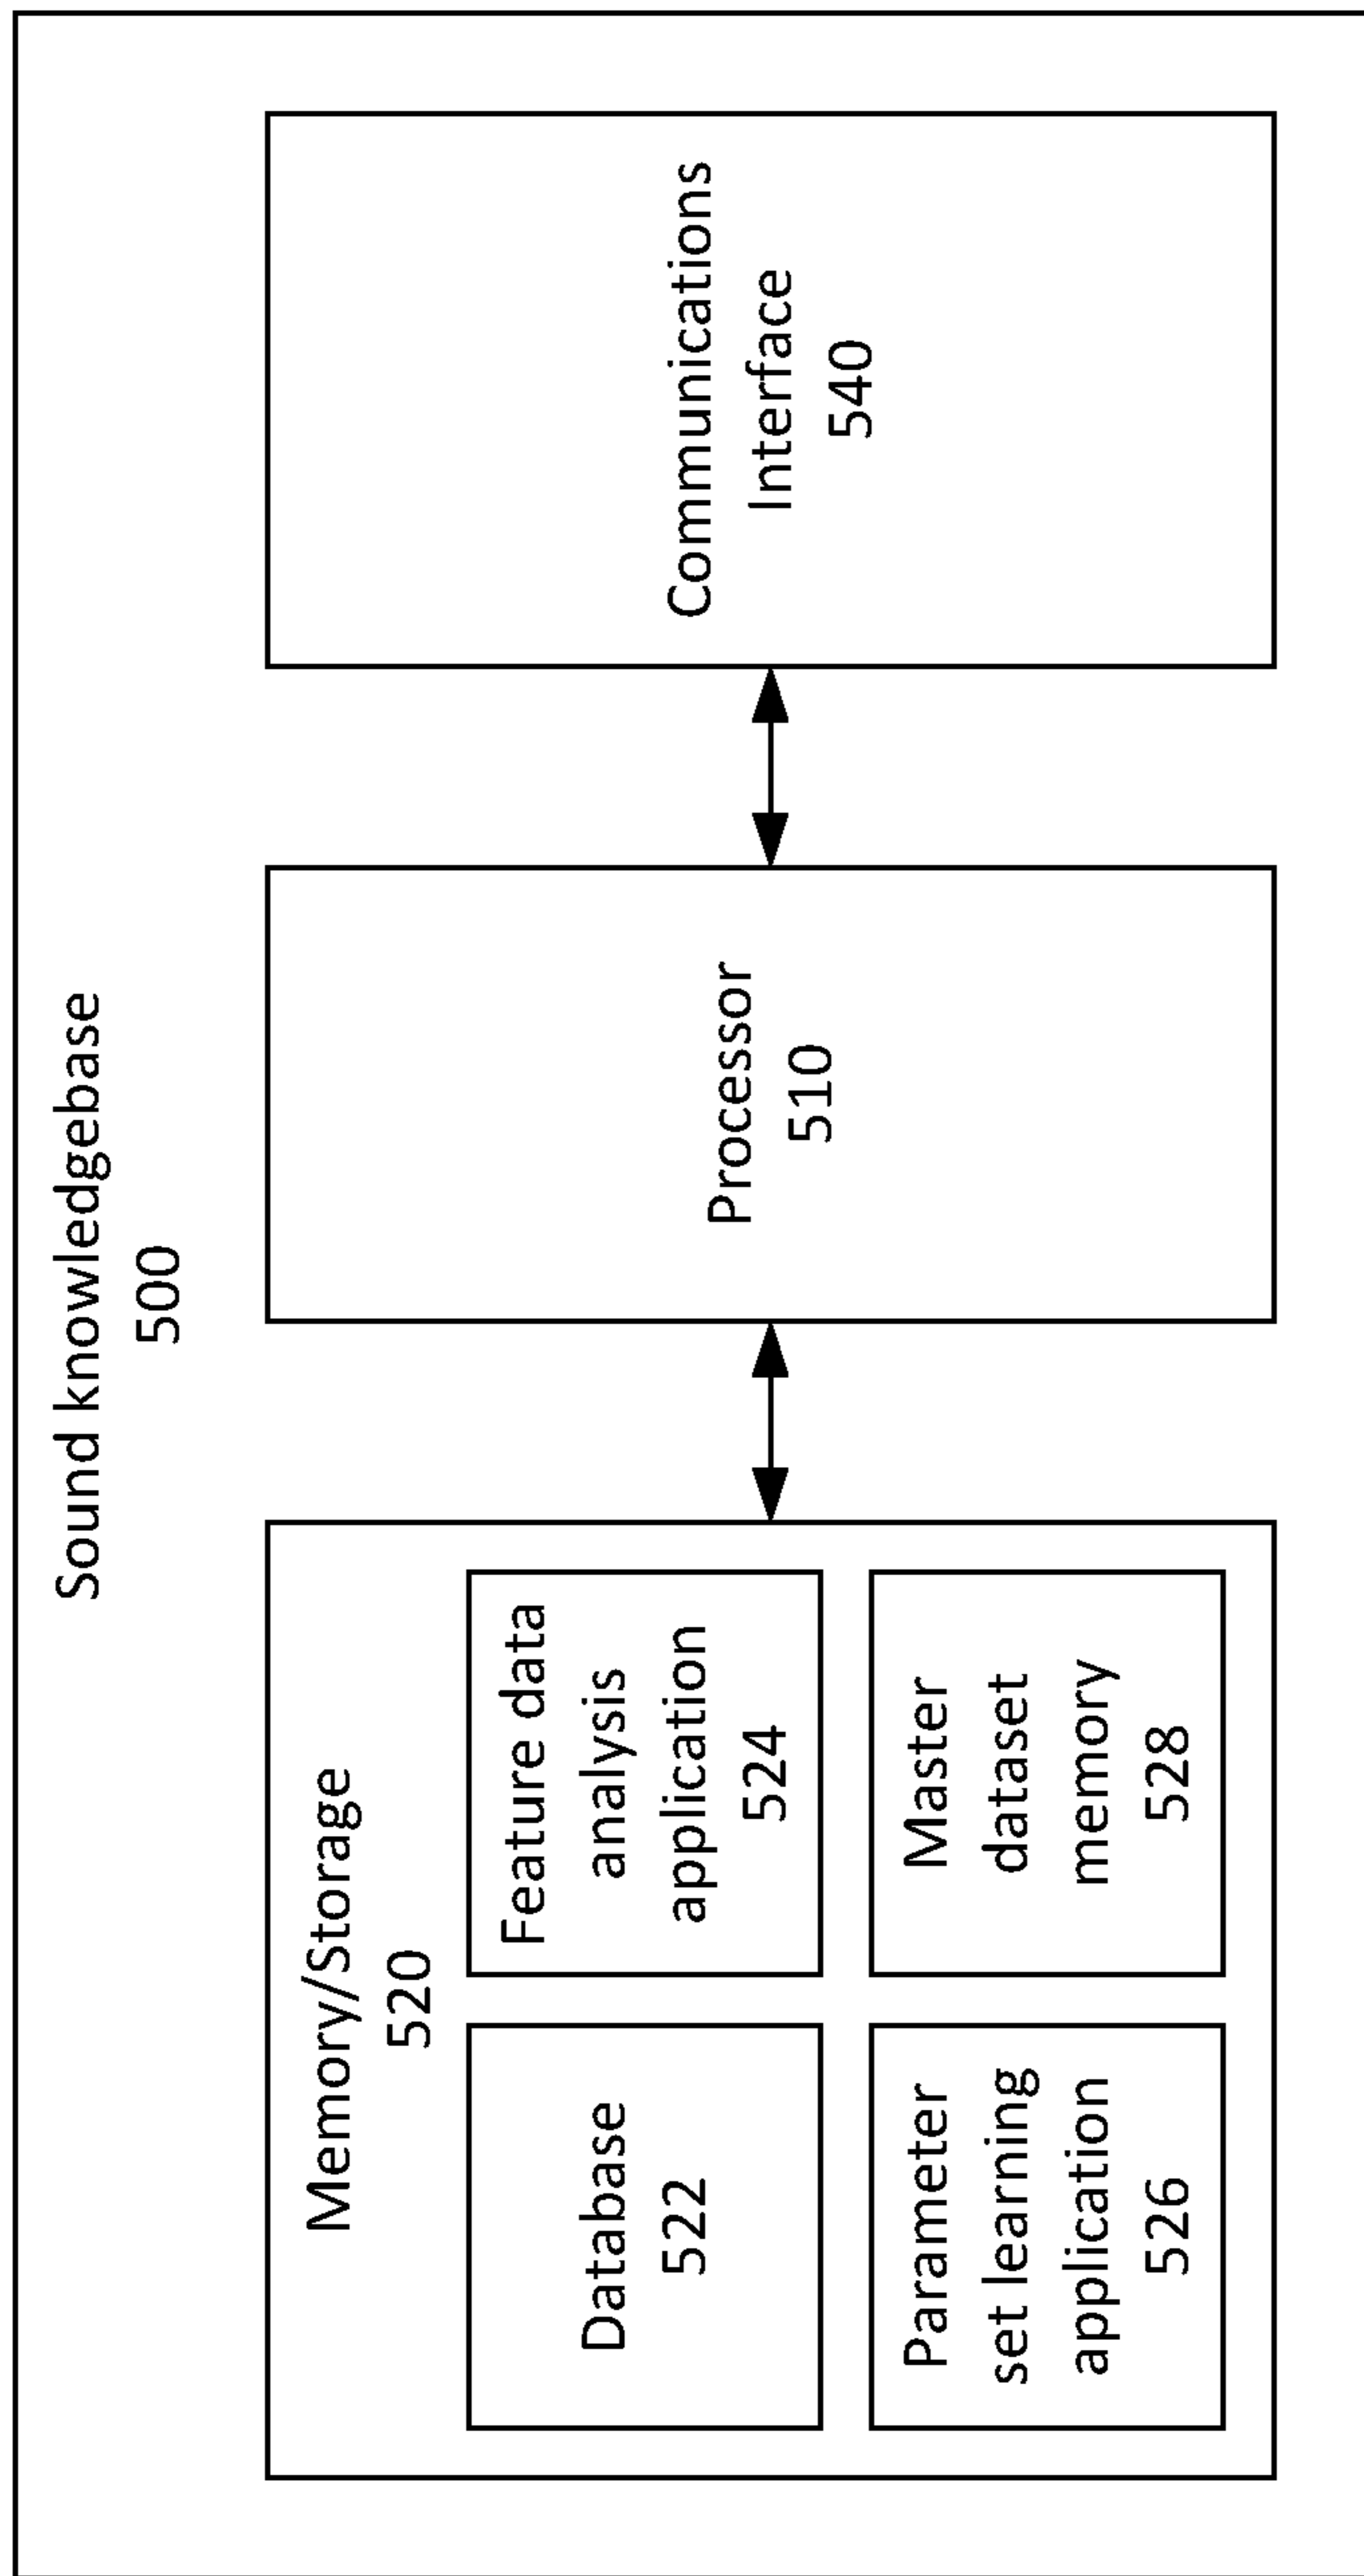 Sound knowledgebase
500
Memory/Storage
520
Database
522
Feature data
analysis
application
524
Parameter
set learning
application
526
Master
dataset
memory
528
Processor
510
Communications
Interface
540